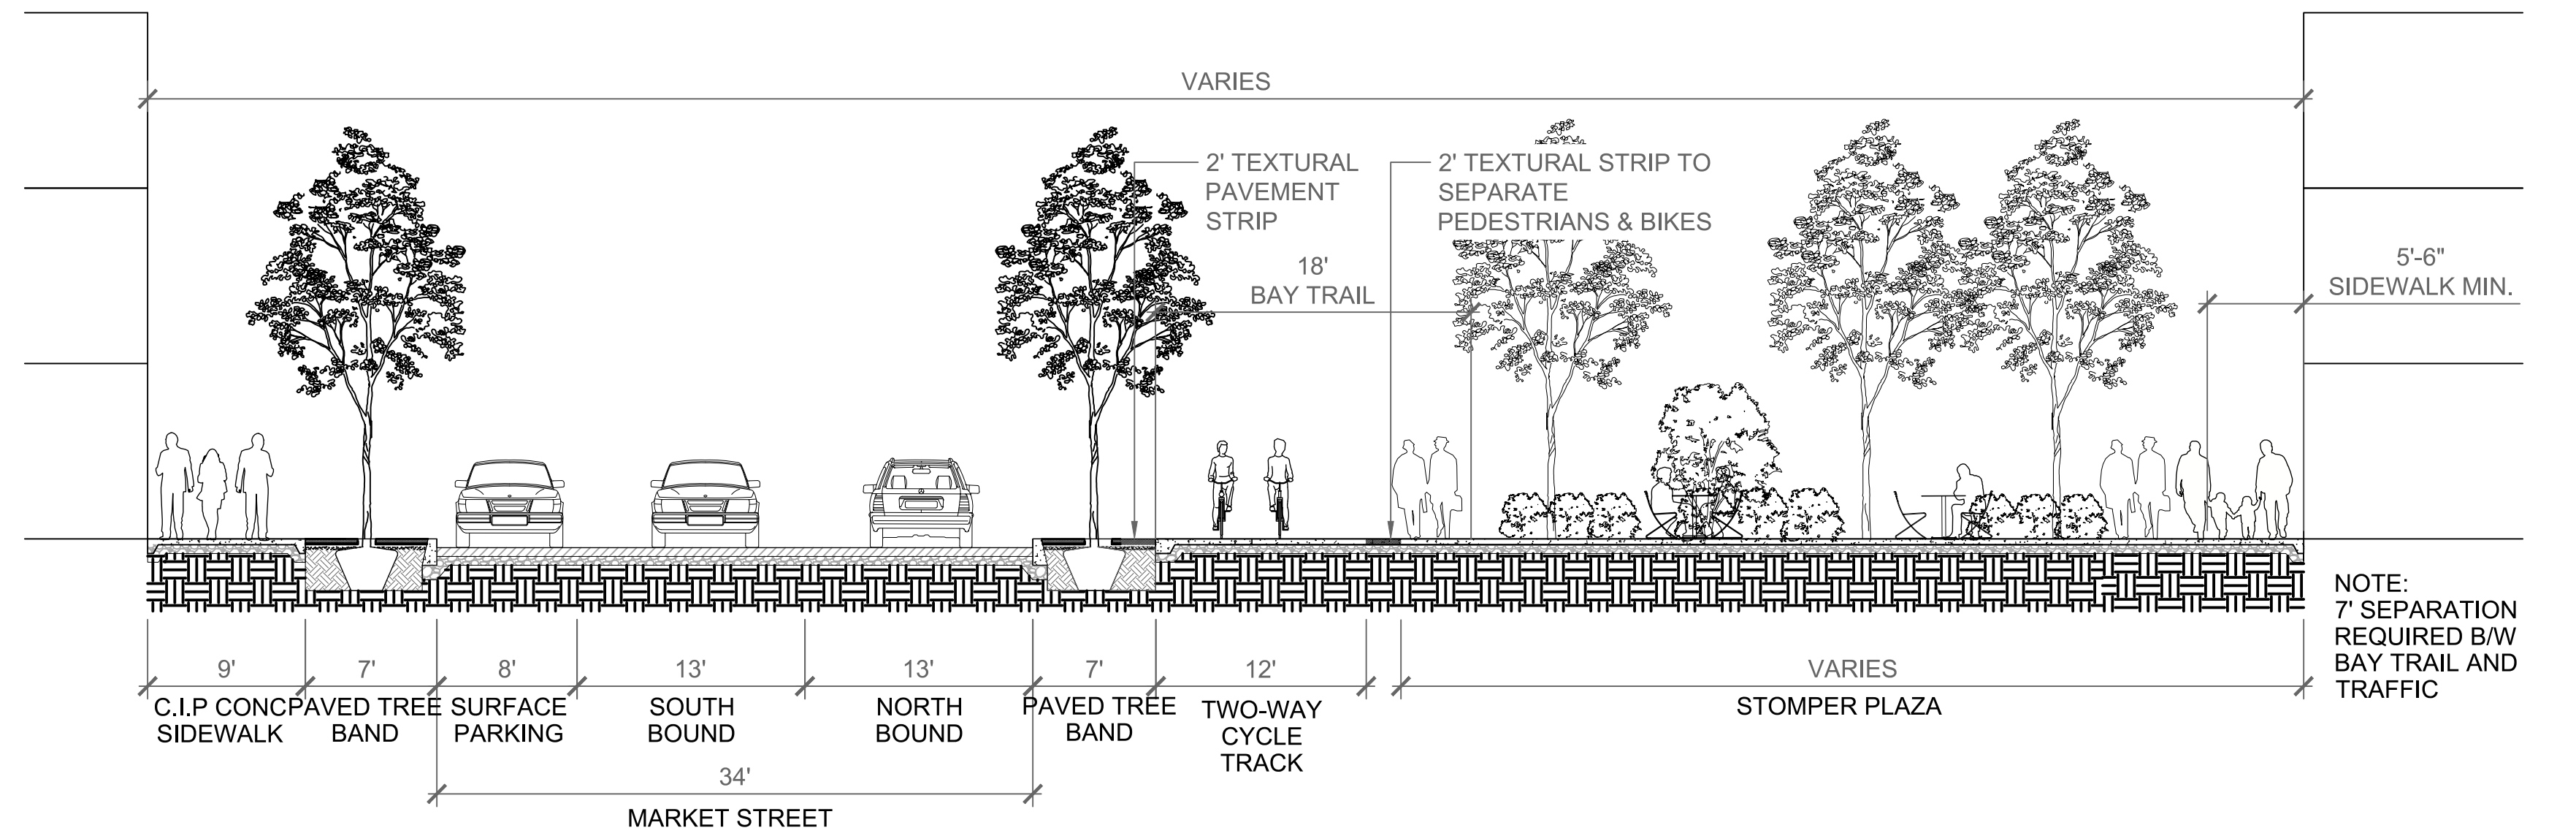 VARIES
2' TEXTURAL
PAVEMENT
STRIP
2' TEXTURAL STRIP TO
SEPARATE
PEDESTRIANS & BIKES
18'
BAY TRAIL
5'-6"
SIDEWALK MIN.
NOTE:
7' SEPARATION
REQUIRED B/W
BAY TRAIL AND
TRAFFIC
9'
C.I.P CONC
SIDEWALK
7'
PAVED TREE
BAND
8'
SURFACE
PARKING
13'
SOUTH
BOUND
13'
NORTH
BOUND
7'
PAVED TREE
BAND
12'
TWO-WAY
CYCLE
TRACK
VARIES
STOMPER PLAZA
34'
MARKET STREET